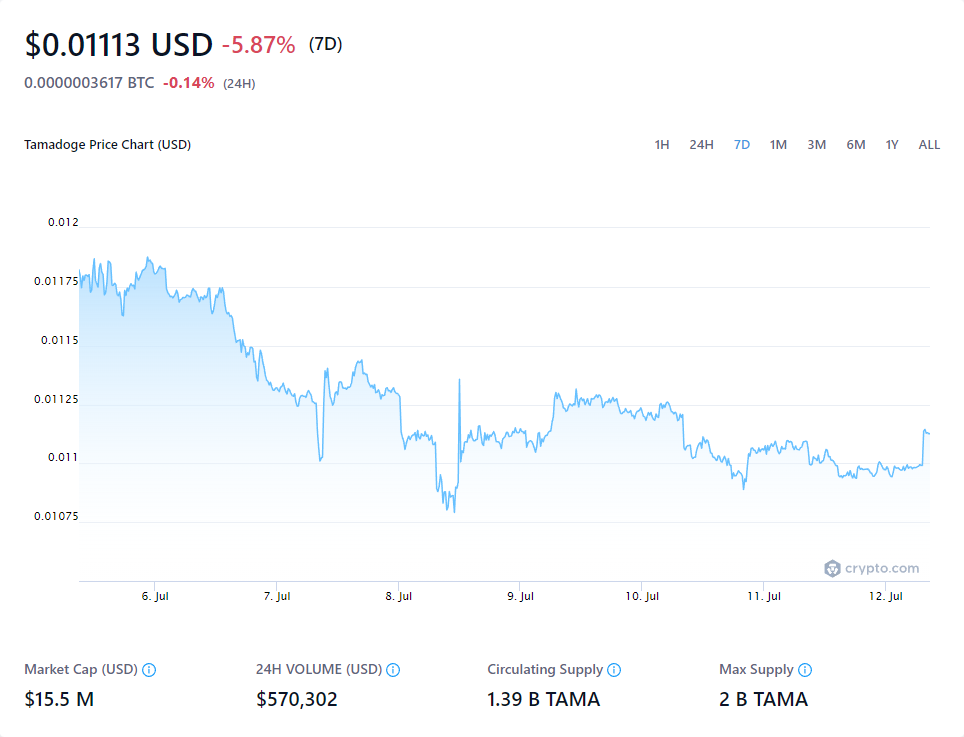 $0.01113 USD -5.87% (7D)
0.0000003617 BTC -0.14% (24H)
Tamadoge Price Chart (USD)
1H 24H 7D 1M 3M 6M 1Y ALL
0.012
0.01175
0.0115
0.01125
0.011
0.01075
crypto.com
6. Jul 7. Jul 8. Jul 9. Jul 10. Jul 11. Jul 12. Jul
Market Cap (USD) 24H VOLUME (USD) Circulating Supply Max Supply
$15.5 M $570,302 1.39 B TAMA 2 B TAMA